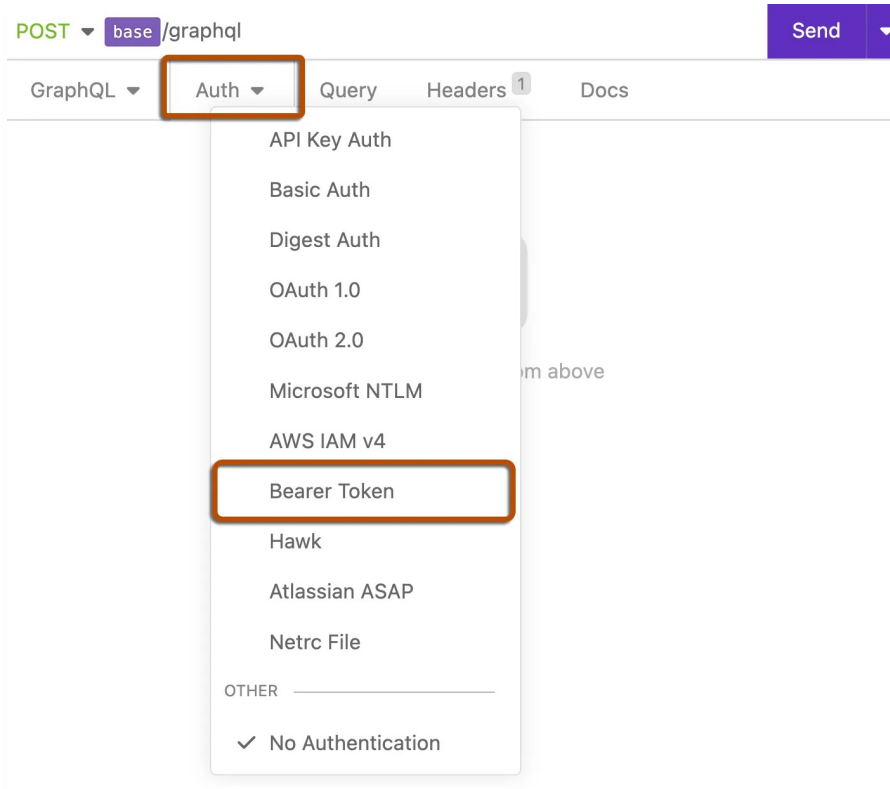 POST base /graphql Send
GraphQL Auth Query Headers 1 Docs
API Key Auth
Basic Auth
Digest Auth
OAuth 1.0
OAuth 2.0
om above
Microsoft NTLM
AWS IAM v4
Bearer Token
Hawk
Atlassian ASAP
Netrc File
OTHER
No Authentication